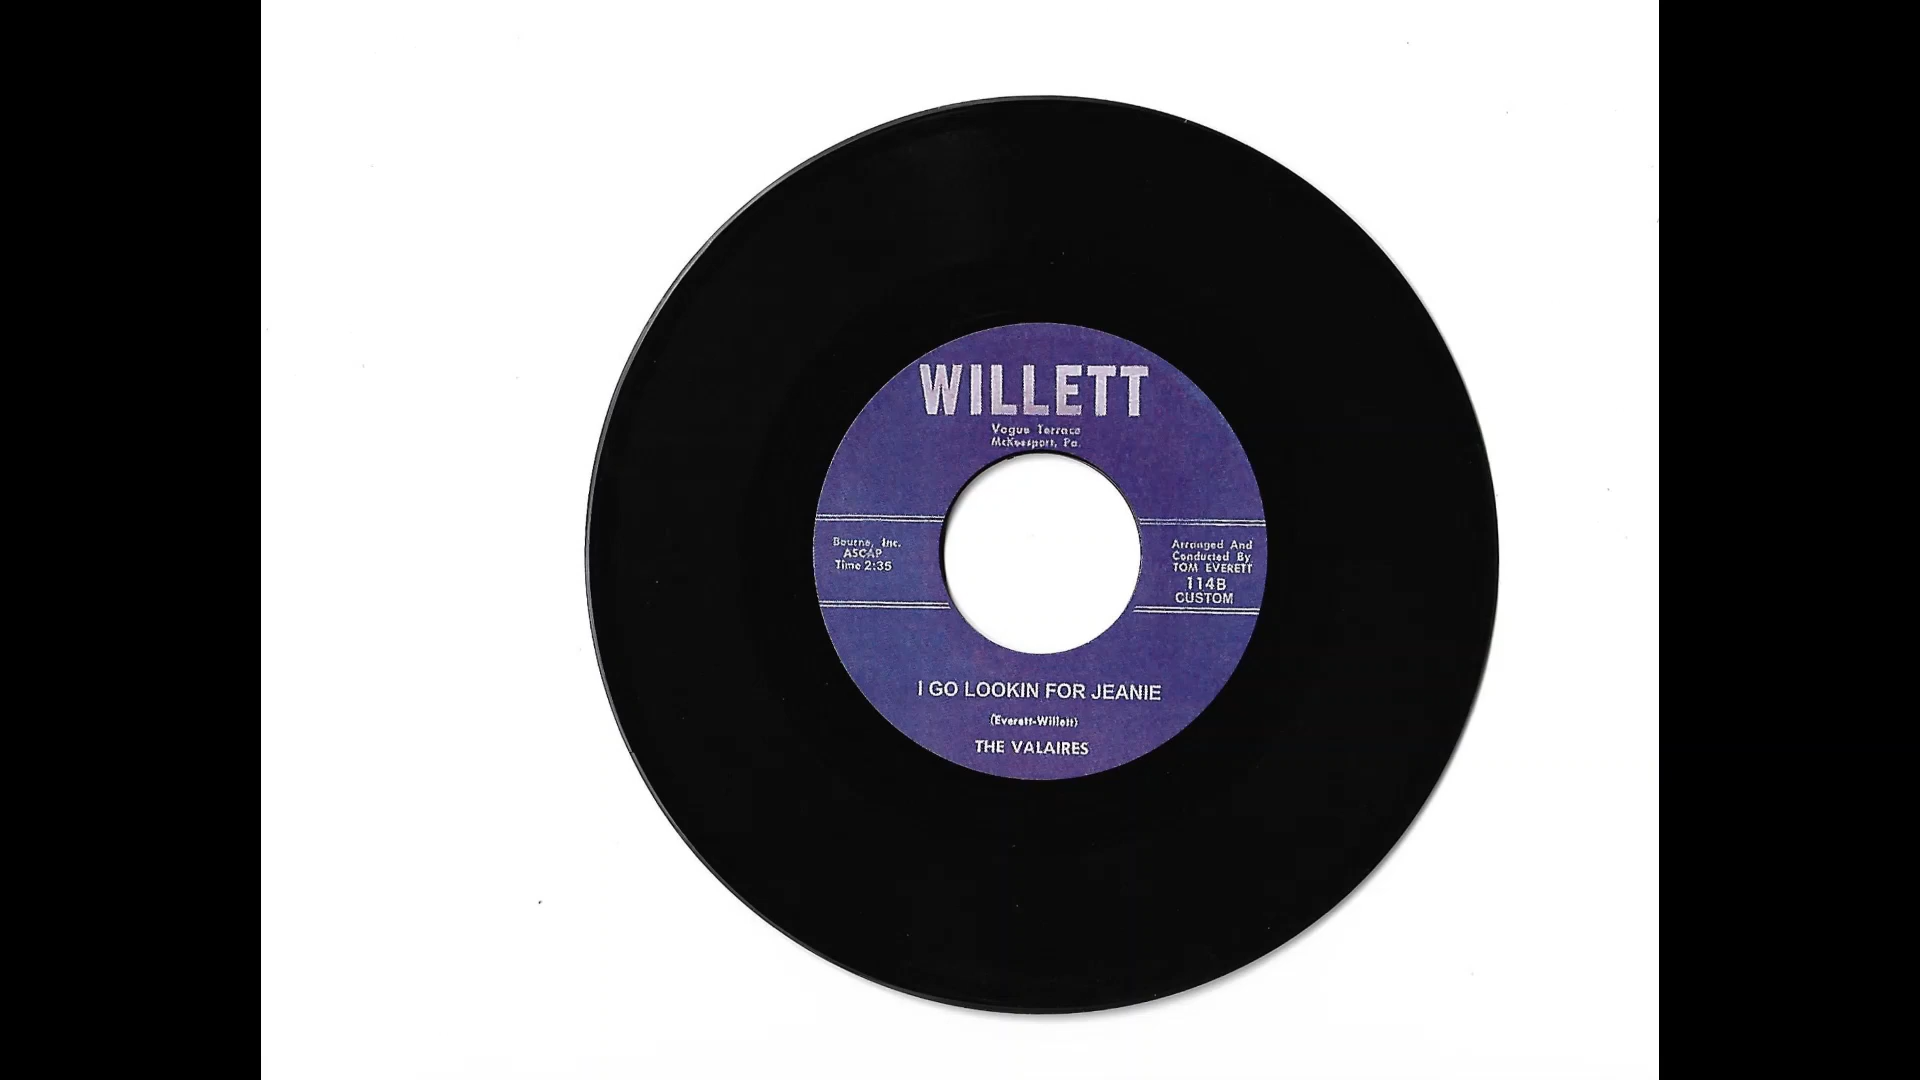 WILLETT
Vogue Terrace
McKeesport, Pa.
Bourne, Inc.
ASCAP
Time 2:35
Arranged And
Conducted By
TOM EVERETT
114B
CUSTOM
I GO LOOKIN FOR JEANIE
(Everett-Willett)
THE VALAIRES